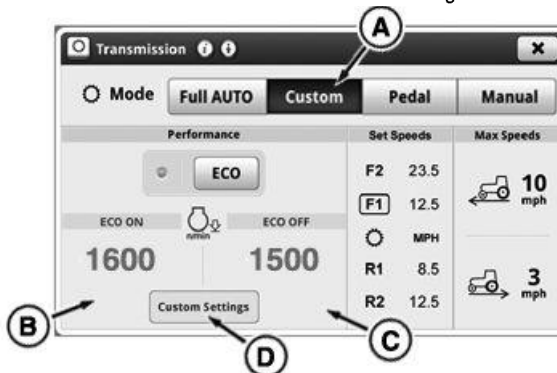 A
Transmission
Mode Full AUTO Custom Pedal Manual
Performance Set Speeds Max Speeds
ECO
F2 23.5
F1 12.5
MPH
R1 8.5
R2 12.5
10
mph
3
mph
ECO ON ECO OFF
n/min
1600 1500
Custom Settings
B
C
D